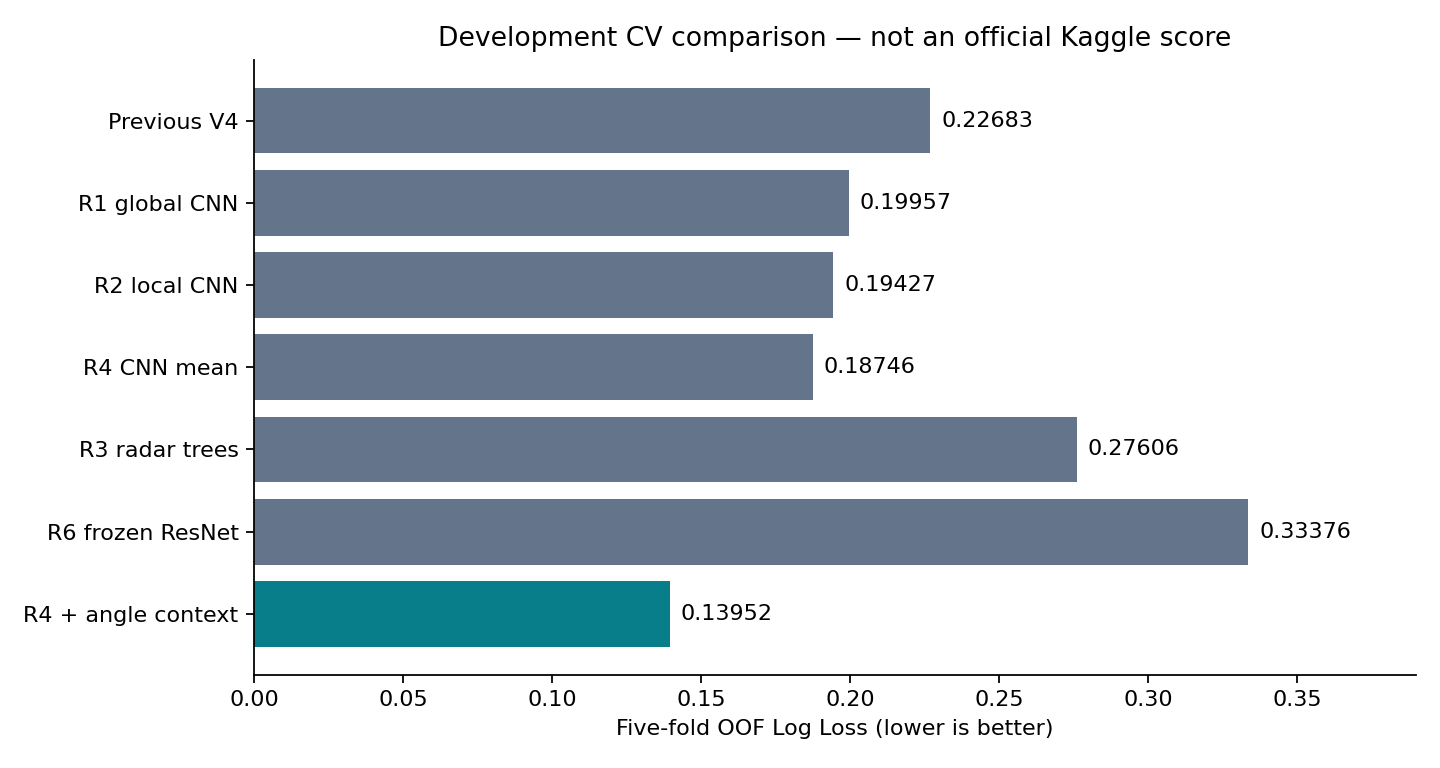 Development CV comparison — not an official Kaggle score
Previous V4 0.22683
R1 global CNN 0.19957
R2 local CNN 0.19427
R4 CNN mean 0.18746
R3 radar trees 0.27606
R6 frozen ResNet 0.33376
R4 + angle context 0.13952
0.00 0.05 0.10 0.15 0.20 0.25 0.30 0.35
Five-fold OOF Log Loss (lower is better)